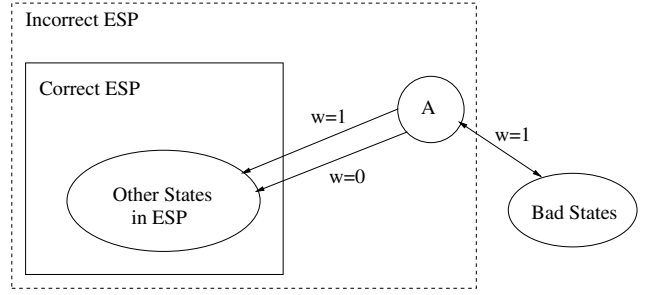 Incorrect ESP
Correct ESP
A
w=1
w=1
w=0
Other States
in ESP
Bad States